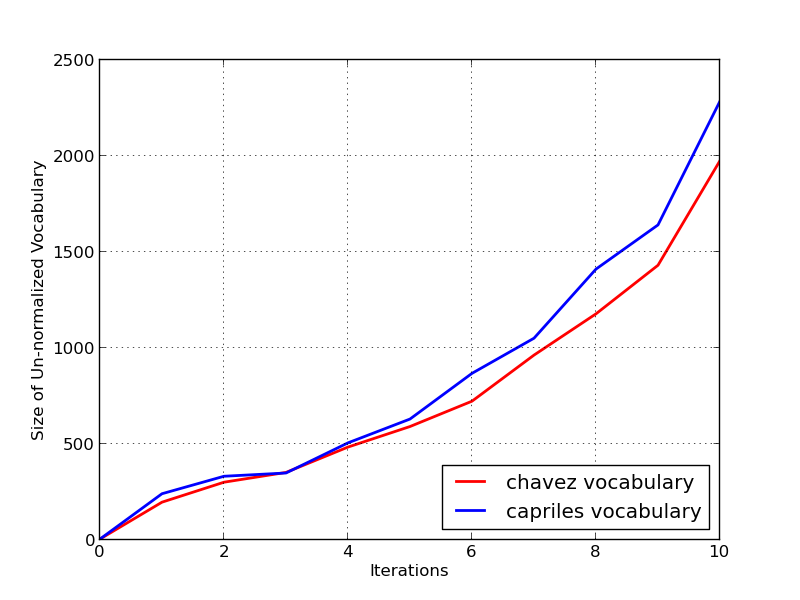 2500
2000
1500
1000
500
0
Size of Un-normalized Vocabulary
chavez vocabulary
capriles vocabulary
0 2 4 6 8 10
Iterations